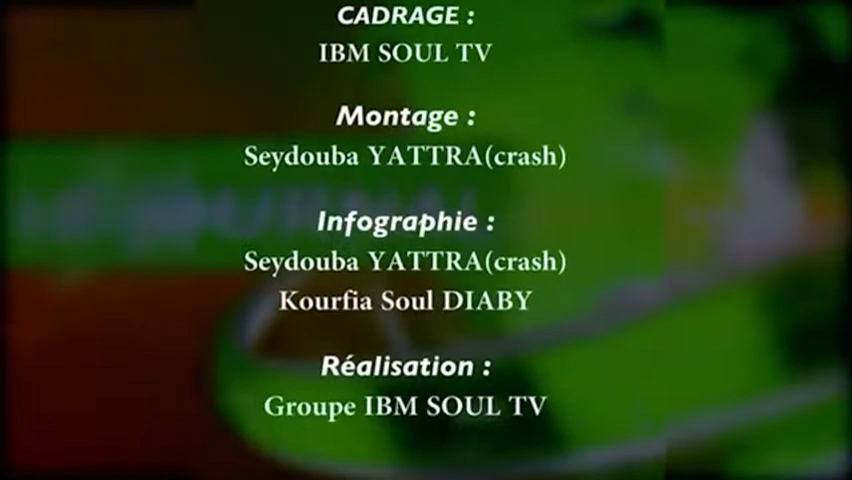 CADRAGE :
IBM SOUL TV
Montage :
Seydouba YATTRA(crash)
Infographie :
Seydouba YATTRA(crash)
Kourfia Soul DIABY
Réalisation :
Groupe IBM SOUL TV